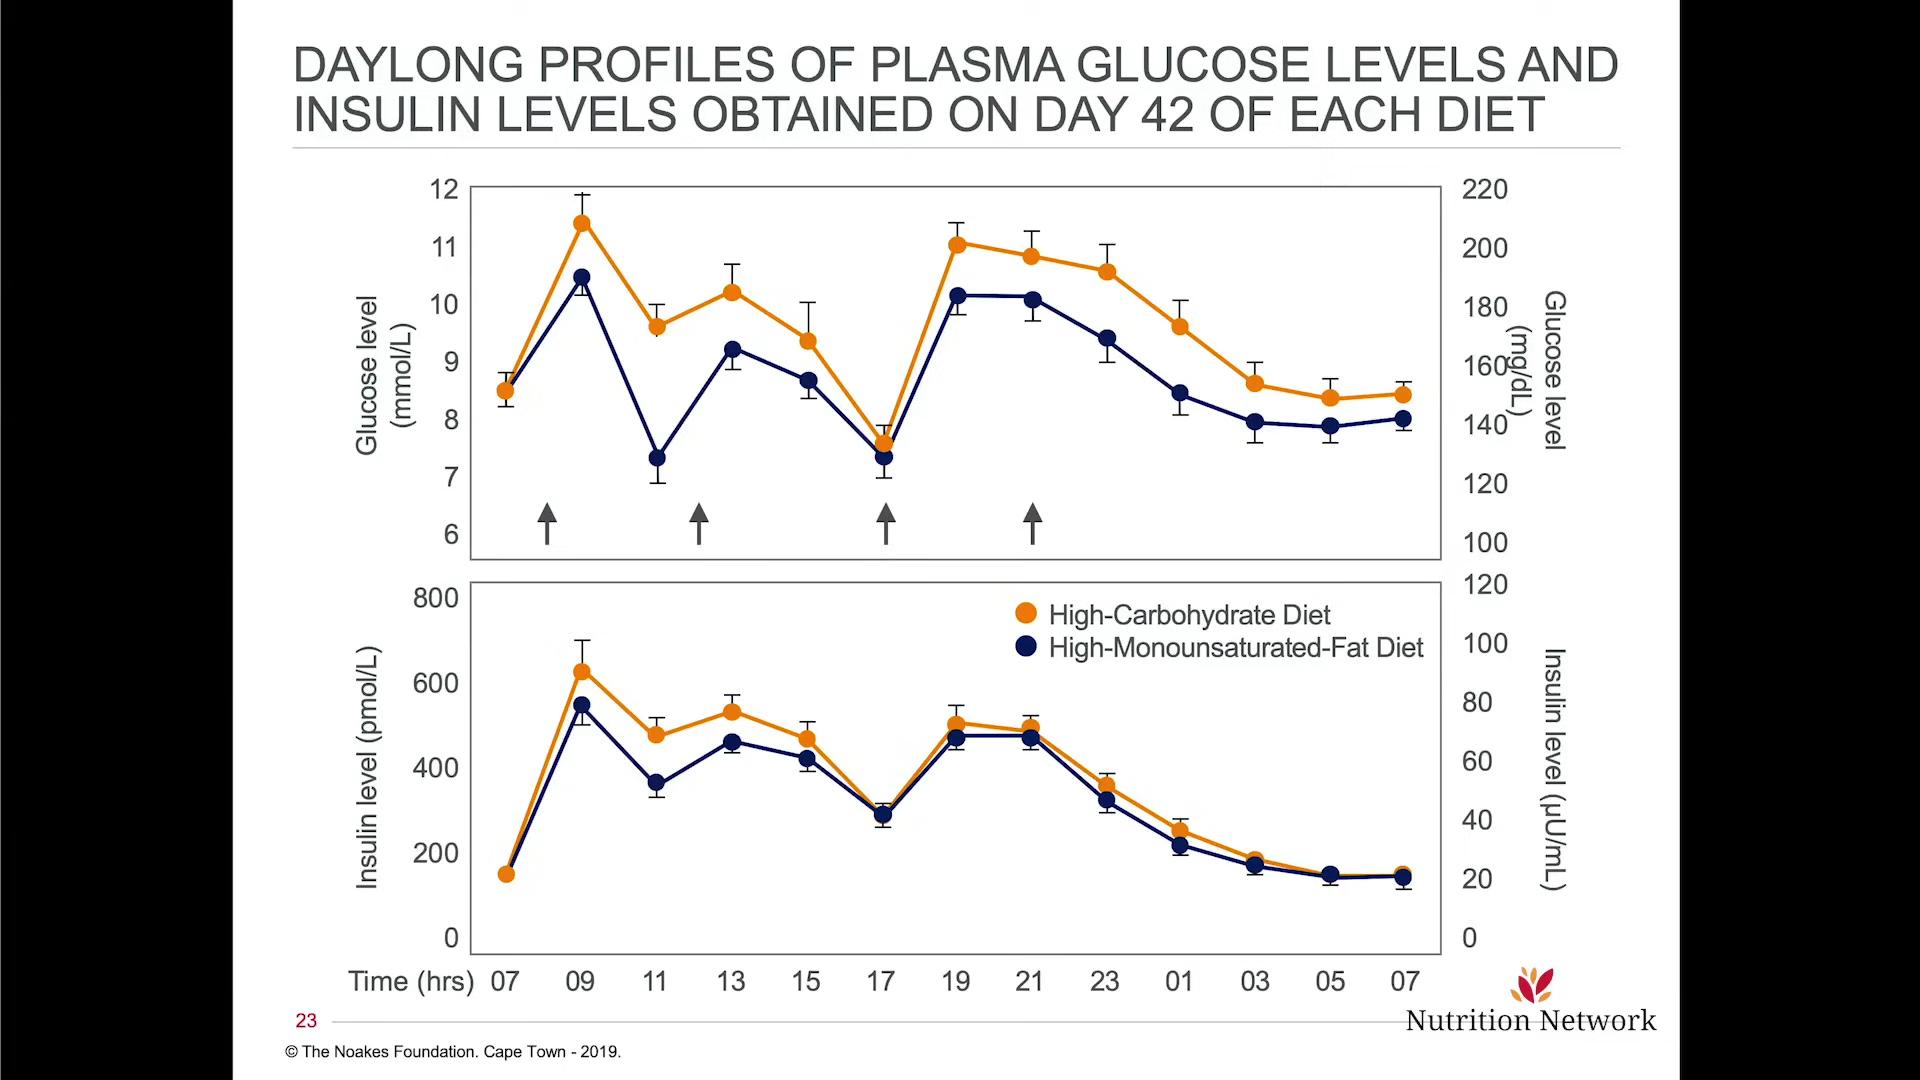 DAYLONG PROFILES OF PLASMA GLUCOSE LEVELS AND
INSULIN LEVELS OBTAINED ON DAY 42 OF EACH DIET
12
11
10
9
8
7
6
Glucose level
(mmol/L)
220
200
180
160
140
120
100
Glucose level
(mg/dL)
800
600
400
200
0
Insulin level (pmol/L)
High-Carbohydrate Diet
High-Monounsaturated-Fat Diet
120
100
80
60
40
20
0
Insulin level (µU/mL)
Time (hrs) 07 09 11 13 15 17 19 21 23 01 03 05 07
23
Nutrition Network
© The Noakes Foundation. Cape Town - 2019.